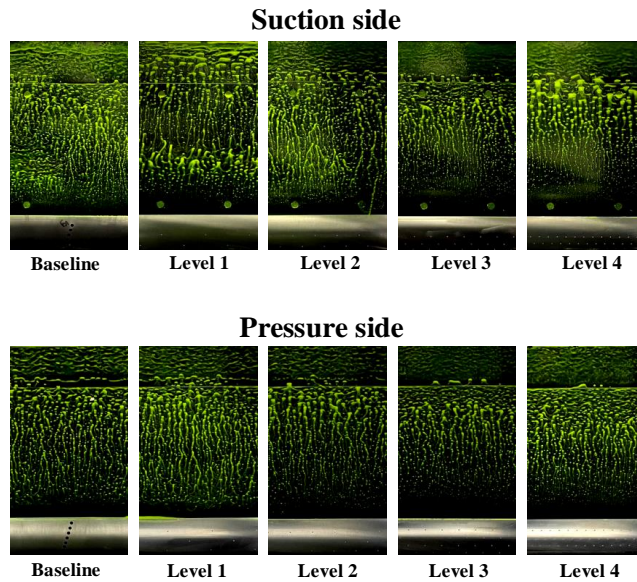 Suction side
Baseline
Level 1
Level 2
Level 3
Level 4
Pressure side
Baseline
Level 1
Level 2
Level 3
Level 4